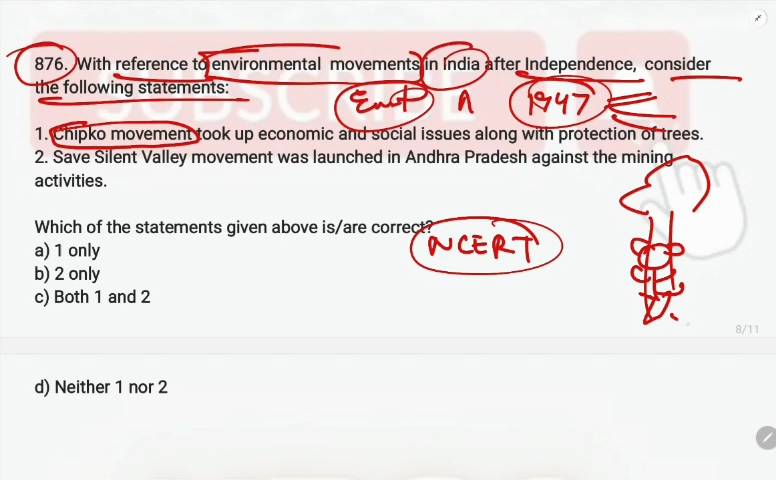 876. With reference to environmental movements in India after Independence, consider
the following statements:
Envt A 1947
1. Chipko movement took up economic and social issues along with protection of trees.
2. Save Silent Valley movement was launched in Andhra Pradesh against the mining
activities.
Which of the statements given above is/are correct?
NCERT
a) 1 only
b) 2 only
c) Both 1 and 2
8/11
d) Neither 1 nor 2